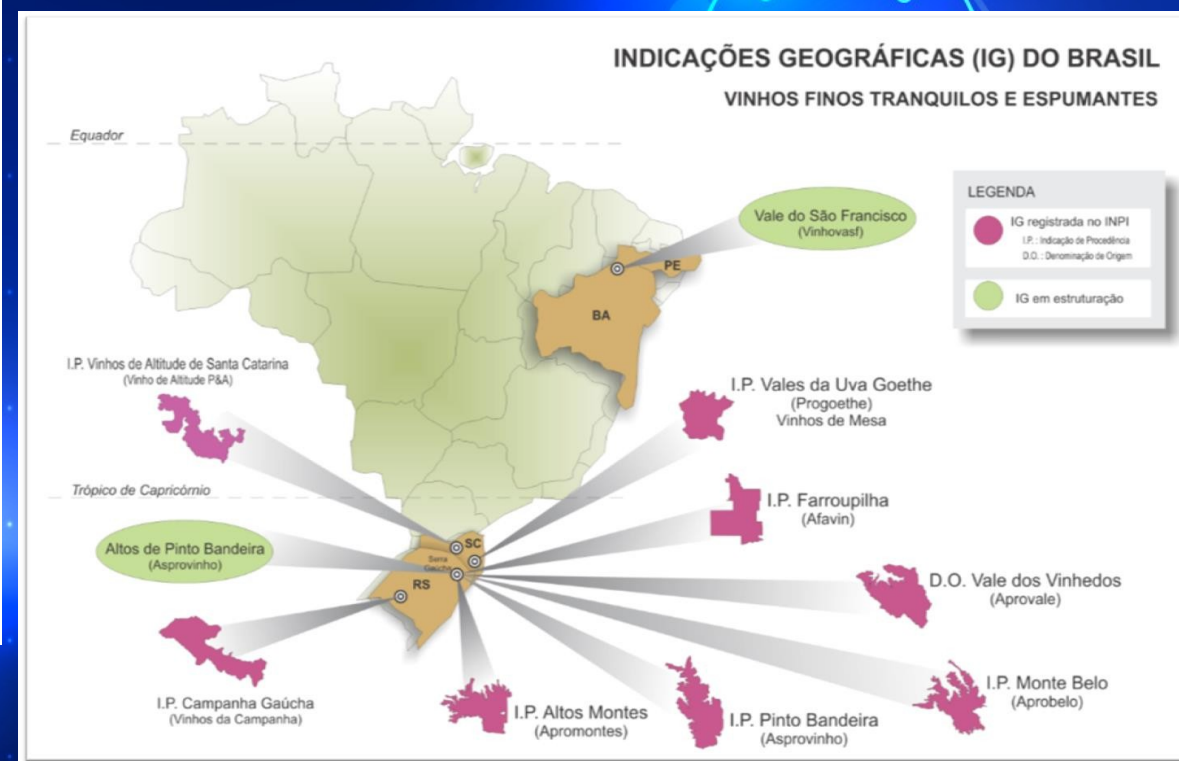 INDICAÇÕES GEOGRÁFICAS (IG) DO BRASIL
VINHOS FINOS TRANQUILOS E ESPUMANTES
Equador
LEGENDA
IG registrada no INPI
I.P. : Indicação de Procedência
D.O. : Denominação de Origem
IG em estruturação
Vale do São Francisco
(Vinhovasf)
PE
BA
I.P. Vinhos de Altitude de Santa Catarina
(Vinho de Altitude P&A)
I.P. Vales da Uva Goethe
(Progoethe)
Vinhos de Mesa
Trópico de Capricórnio
I.P. Farroupilha
(Afavin)
Altos de Pinto Bandeira
(Asprovinho)
SC
Serra
Gaúcha
RS
D.O. Vale dos Vinhedos
(Aprovale)
I.P. Campanha Gaúcha
(Vinhos da Campanha)
I.P. Altos Montes
(Apromontes)
I.P. Pinto Bandeira
(Asprovinho)
I.P. Monte Belo
(Aprobelo)